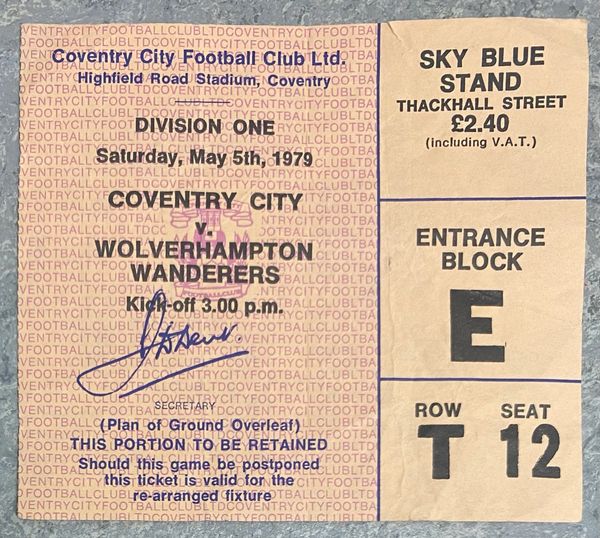 Coventry City Football Club Ltd.
Highfield Road Stadium, Coventry
DIVISION ONE
Saturday, May 5th, 1979
COVENTRY CITY
v.
WOLVERHAMPTON
WANDERERS
Kick-off 3.00 p.m.
SECRETARY
(Plan of Ground Overleaf)
THIS PORTION TO BE RETAINED
Should this game be postponed
this ticket is valid for the
re-arranged fixture
SKY BLUE
STAND
THACKHALL STREET
£2.40
(including V.A.T.)
ENTRANCE
BLOCK
E
ROW SEAT
T 12